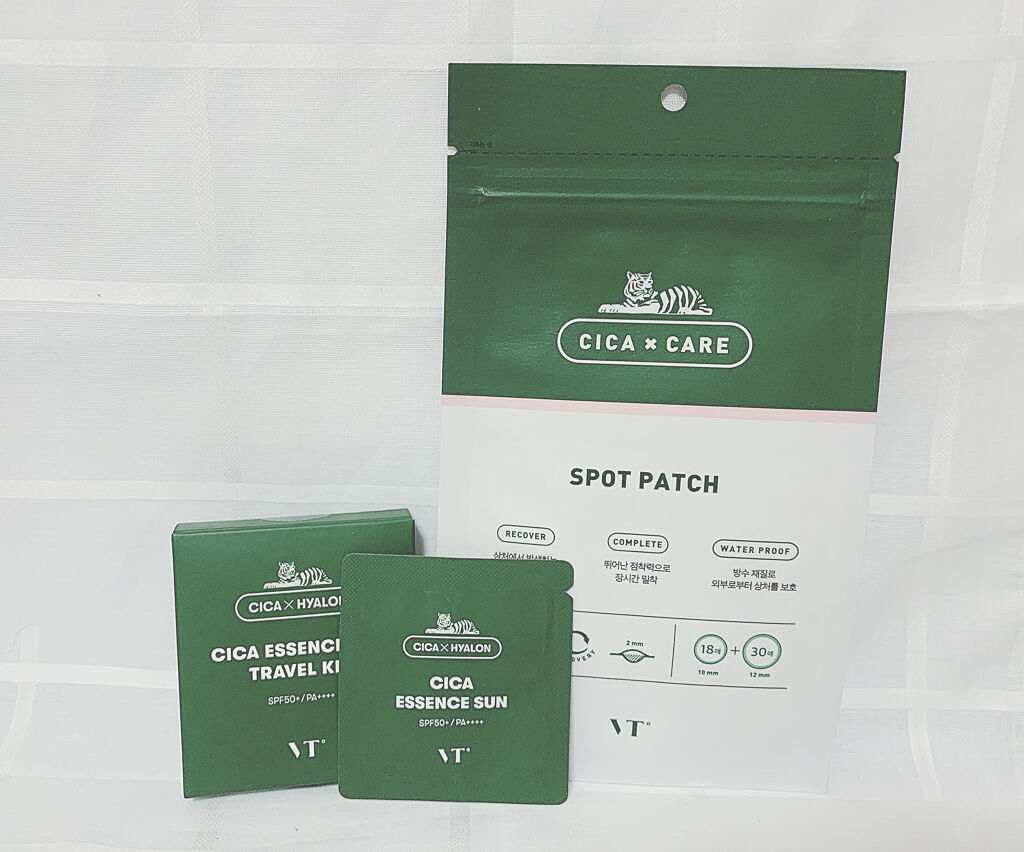 CICA × CARE
SPOT PATCH
RECOVER
COMPLETE
뛰어난 점착력으로
장시간 밀착
WATER PROOF
방수 재질로
외부로부터 상처를 보호
2 mm
18매 + 30매
10 mm
12 mm
VT
CICA × HYALON
CICA ESSENCE
TRAVEL
SPF50+/PA++++
VT
CICA × HYALON
CICA
ESSENCE SUN
SPF50+/PA++++
VT